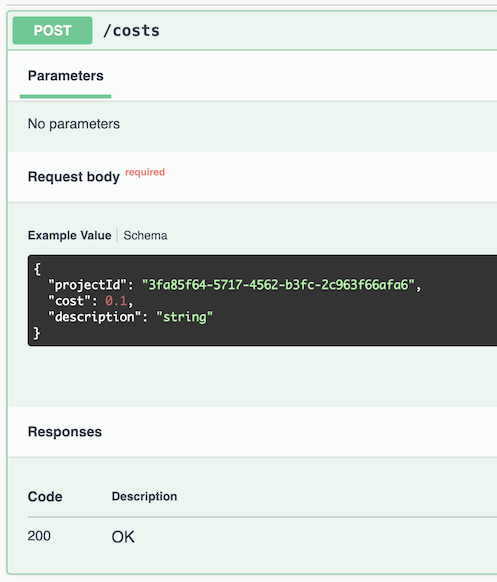 POST /costs
Parameters
No parameters
Request body required
Example Value Schema
{
"projectId": "3fa85f64-5717-4562-b3fc-2c963f66afa6",
"cost": 0.1,
"description": "string"
}
Responses
Code Description
200 OK